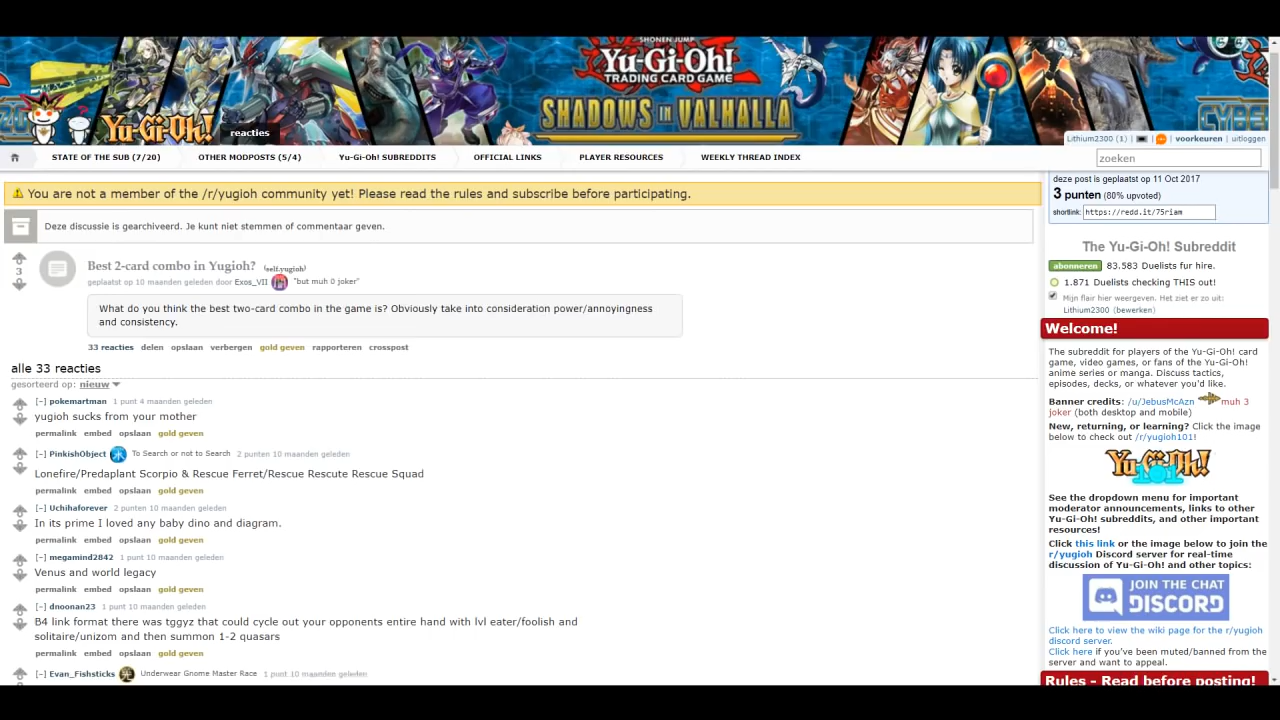 SHONEN JUMP
Yu-Gi-Oh!
TRADING CARD GAME
SHADOWS IN VALHALLA
Yu-Gi-Oh!
reacties
Lithium2300 (1) | | | voorkeuren | uitloggen
STATE OF THE SUB (7/20)
OTHER MODPOSTS (5/4)
Yu-Gi-Oh! SUBREDDITS
OFFICIAL LINKS
PLAYER RESOURCES
WEEKLY THREAD INDEX
zoeken
You are not a member of the /r/yugioh community yet! Please read the rules and subscribe before participating.
Deze discussie is gearchiveerd. Je kunt niet stemmen of commentaar geven.
3
Best 2-card combo in Yugioh? (self.yugioh)
geplaatst op 10 maanden geleden door Exos_VII "but muh 0 joker"
What do you think the best two-card combo in the game is? Obviously take into consideration power/annoyingness
and consistency.
33 reacties delen opslaan verbergen gold geven rapporteren crosspost
alle 33 reacties
gesorteerd op: nieuw
[–] pokemartman 1 punt 4 maanden geleden
yugioh sucks from your mother
permalink embed opslaan gold geven
[–] PinkishObject To Search or not to Search 2 punten 10 maanden geleden
Lonefire/Predaplant Scorpio & Rescue Ferret/Rescue Rescute Rescue Squad
permalink embed opslaan gold geven
[–] Uchihaforever 2 punten 10 maanden geleden
In its prime I loved any baby dino and diagram.
permalink embed opslaan gold geven
[–] megamind2842 1 punt 10 maanden geleden
Venus and world legacy
permalink embed opslaan gold geven
[–] dnoonan23 1 punt 10 maanden geleden
B4 link format there was tggyz that could cycle out your opponents entire hand with lvl eater/foolish and
solitaire/unizom and then summon 1-2 quasars
permalink embed opslaan gold geven
[–] Evan_Fishsticks Underwear Gnome Master Race 1 punt 10 maanden geleden
deze post is geplaatst op 11 Oct 2017
3 punten (80% upvoted)
shortlink: https://redd.it/75riam
The Yu-Gi-Oh! Subreddit
abonneren 83.583 Duelists fur hire.
1.871 Duelists checking THIS out!
Mijn flair hier weergeven. Het ziet er zo uit:
Lithium2300 (bewerken)
Welcome!
The subreddit for players of the Yu-Gi-Oh! card
game, video games, or fans of the Yu-Gi-Oh!
anime series or manga. Discuss tactics,
episodes, decks, or whatever you'd like.
Banner credits: /u/JebusMcAzn muh 3
joker (both desktop and mobile)
New, returning, or learning? Click the image
below to check out /r/yugioh101!
Yu-Gi-Oh!
101
See the dropdown menu for important
moderator announcements, links to other
Yu-Gi-Oh! subreddits, and other important
resources!
Click this link or the image below to join the
r/yugioh Discord server for real-time
discussion of Yu-Gi-Oh! and other topics:
JOIN THE CHAT
DISCORD
Click here to view the wiki page for the r/yugioh
discord server.
Click here if you've been muted/banned from the
server and want to appeal.
Rules - Read before posting!